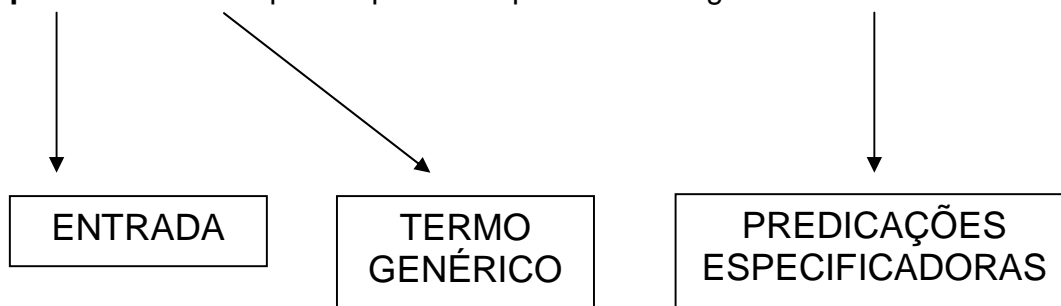 ENTRADA
TERMO
GENÉRICO
PREDICAÇÕES
ESPECIFICADORAS